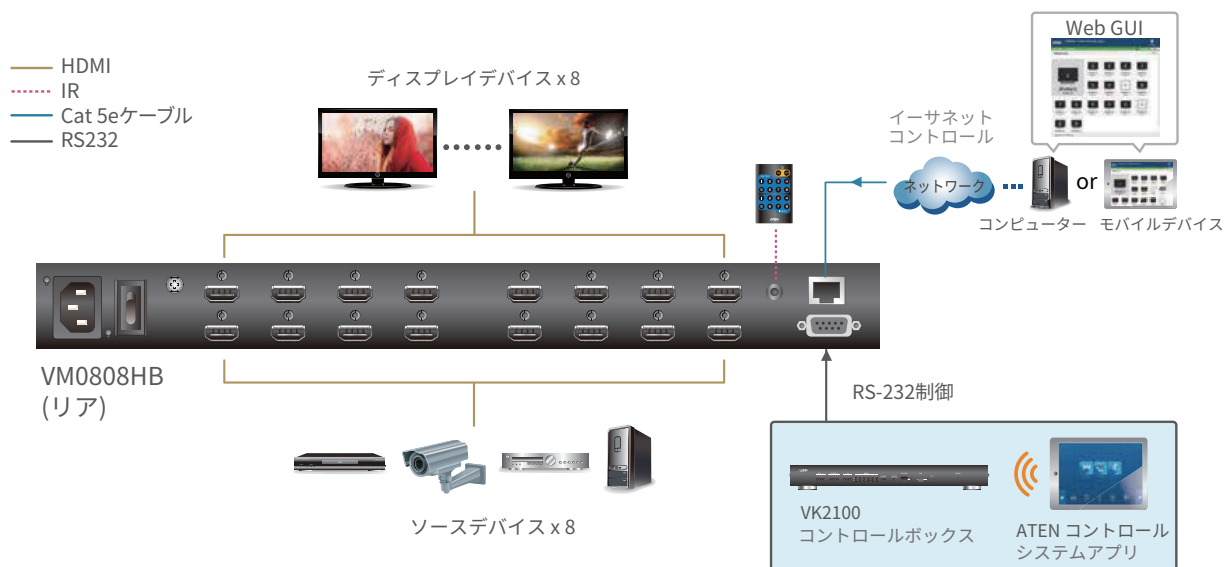 Web GUI
HDMI
IR
Cat 5eケーブル
RS232
ディスプレイデバイス x 8
イーサネット
コントロール
ネットワーク
or
コンピューター
モバイルデバイス
VM0808HB
(リア)
RS-232制御
ソースデバイス x 8
VK2100
コントロールボックス
ATEN コントロール
システムアプリ